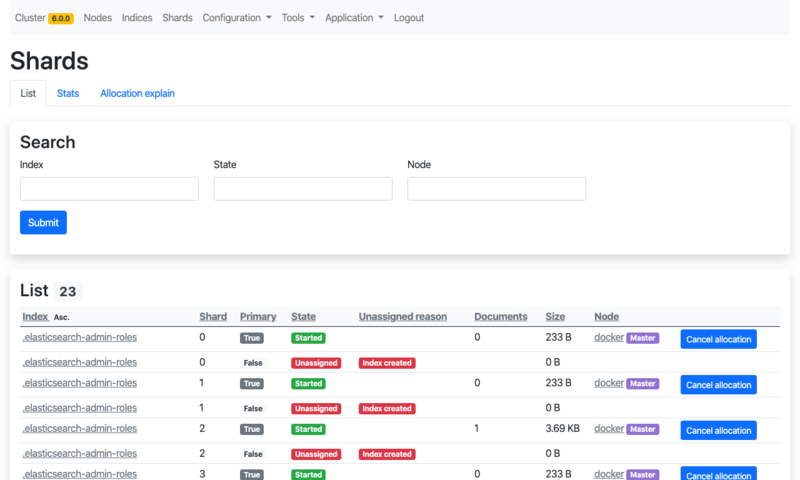 Cluster 6.0.0 Nodes Indices Shards Configuration Tools Application Logout
Shards
List Stats Allocation explain
Search
Index State Node
Submit
List 23
Index Asc. Shard Primary State Unassigned reason Documents Size Node
.elasticsearch-admin-roles 0 True Started 0 233 B docker Master Cancel allocation
.elasticsearch-admin-roles 0 False Unassigned Index created 0 B
.elasticsearch-admin-roles 1 True Started 0 233 B docker Master Cancel allocation
.elasticsearch-admin-roles 1 False Unassigned Index created 0 B
.elasticsearch-admin-roles 2 True Started 1 3.69 KB docker Master Cancel allocation
.elasticsearch-admin-roles 2 False Unassigned Index created 0 B
.elasticsearch-admin-roles 3 True Started 0 233 B docker Master Cancel allocation